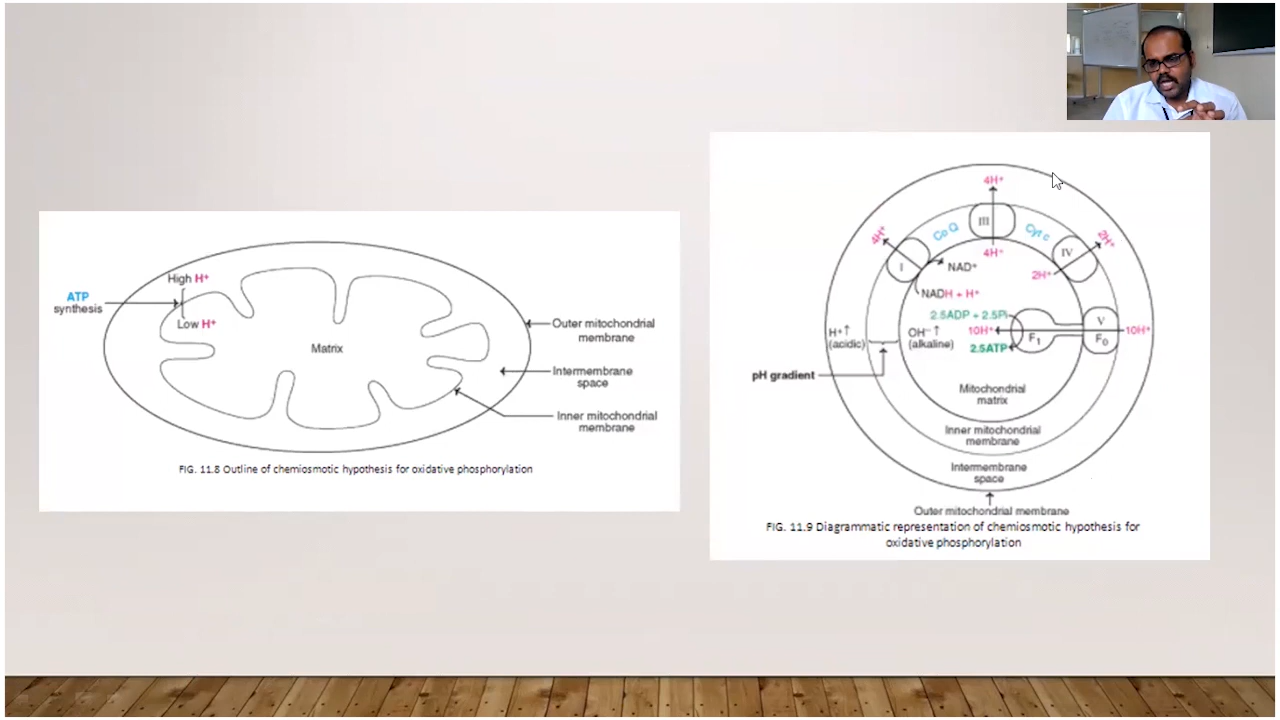 High H⁺
ATP
synthesis
Low H⁺
Matrix
Outer mitochondrial
membrane
Intermembrane
space
Inner mitochondrial
membrane
FIG. 11.8 Outline of chemiosmotic hypothesis for oxidative phosphorylation
4H⁺
III
4H⁺
Co Q
Cyt c
2H⁺
I
IV
4H⁺
NAD⁺
2H⁺
NADH + H⁺
2.5ADP + 2.5Pi
V
H⁺↑
(acidic)
OH⁻ ↑
(alkaline)
10H⁺
F₁
F₀
10H⁺
2.5ATP
pH gradient
Mitochondrial
matrix
Inner mitochondrial
membrane
Intermembrane
space
Outer mitochondrial membrane
FIG. 11.9 Diagrammatic representation of chemiosmotic hypothesis for
oxidative phosphorylation